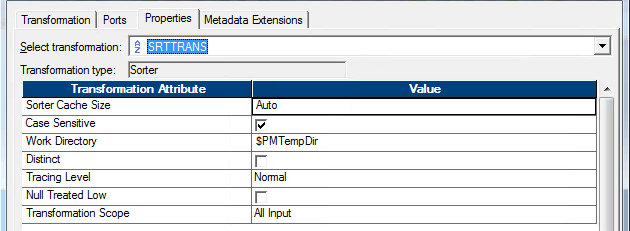 Transformation Ports Properties Metadata Extensions
Select transformation: SRTTRANS
Transformation type: Sorter
Transformation Attribute Value
Sorter Cache Size Auto
Case Sensitive
Work Directory $PMTempDir
Distinct
Tracing Level Normal
Null Treated Low
Transformation Scope All Input